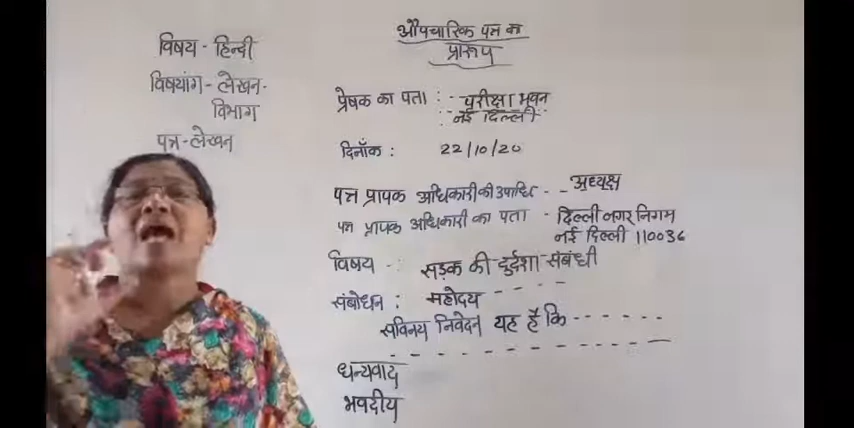 विषय - हिन्दी
विषयांग - लेखन-
विभाग
पत्र-लेखन
औपचारिक पत्र का
प्रारूप
प्रेषक का पता : -- परीक्षा भवन
नई दिल्ली
दिनाँक : 22/10/20
पत्र प्रापक अधिकारी की उपाधि - - अध्यक्ष
पत्र प्रापक अधिकारी का पता - दिल्ली नगर निगम
नई दिल्ली 110036
विषय - : सड़क की दुर्दशा संबंधी
संबोधन : महोदय - - - -
सविनय निवेदन यह है कि - - - - - -
- - - - - - - - - - - -
धन्यवाद
भवदीय